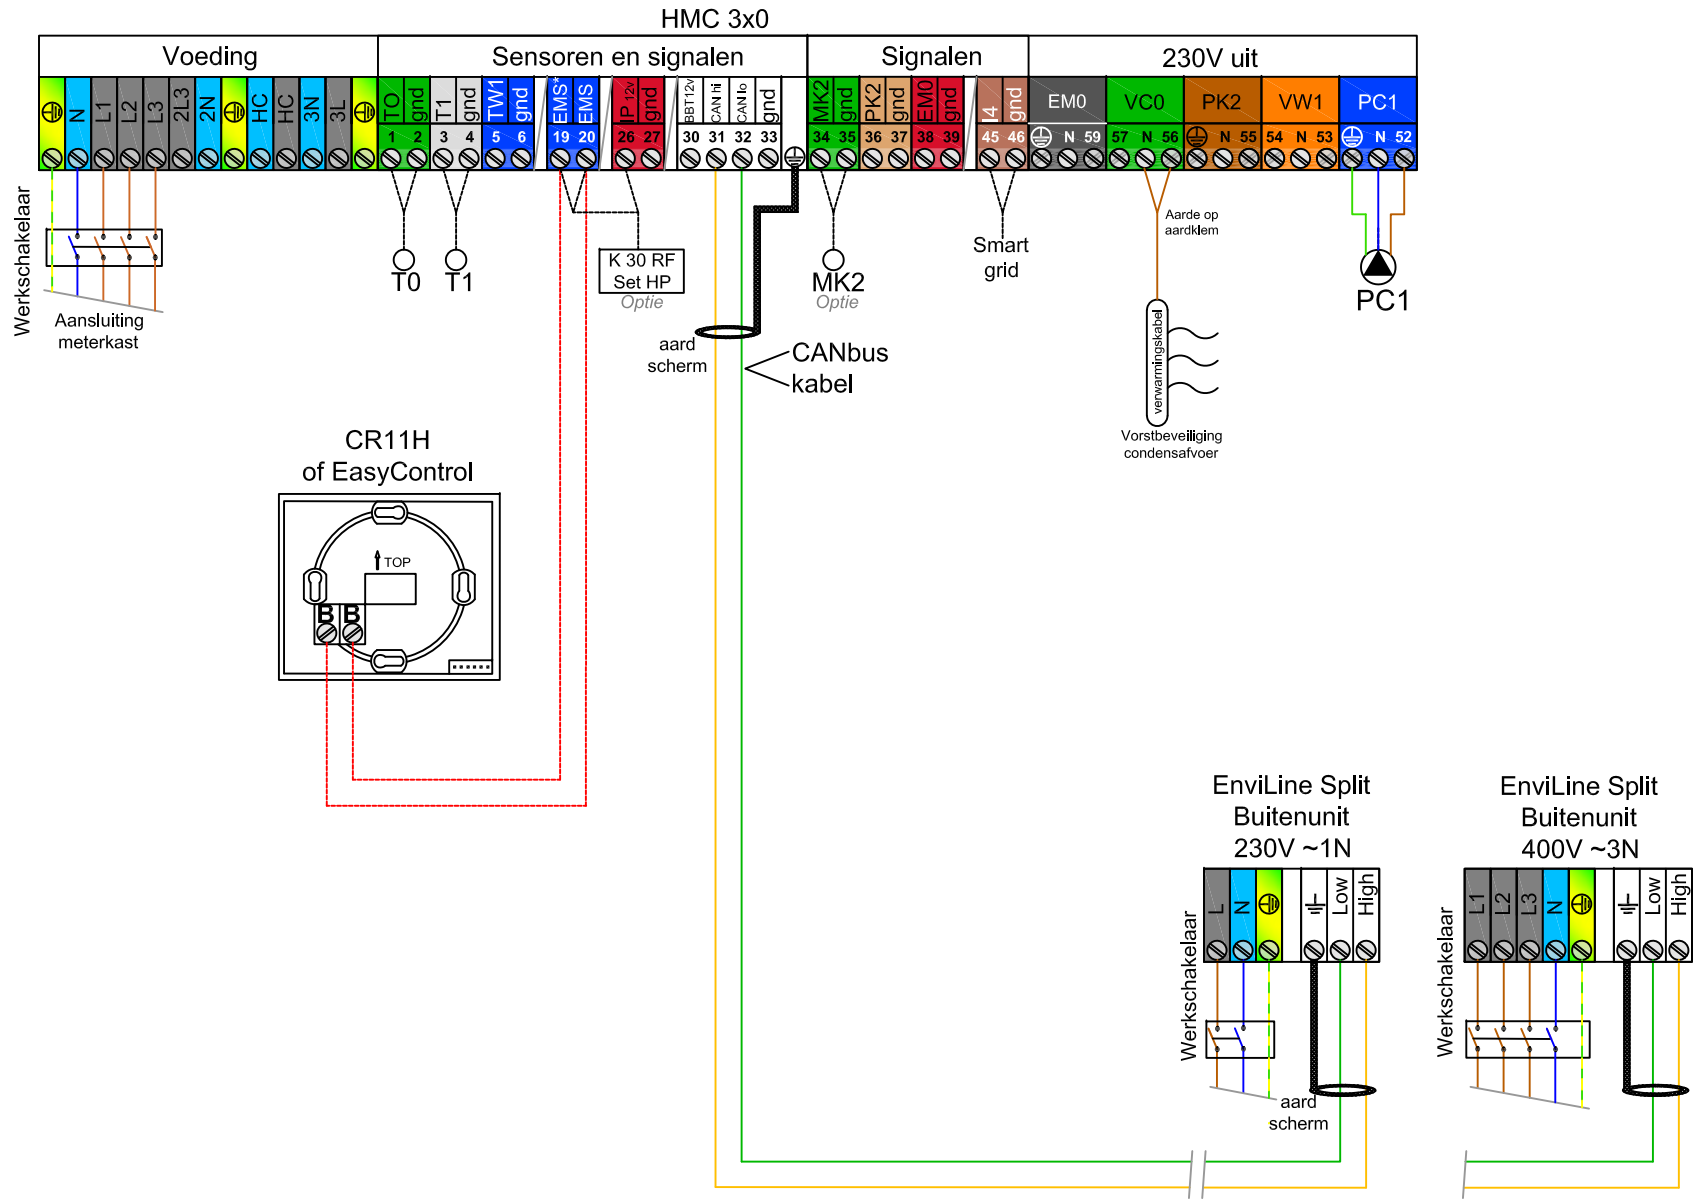 HMC 3x0
Voeding
Sensoren en signalen
Signalen
230V uit
N
L1
L2
L3
2L3
2N
HC
HC
3N
3L
TO
gnd
T1
gnd
TW1
gnd
EMS*
EMS
IP 12v
gnd
BBT12v
CAN hi
CAN lo
gnd
MK2
gnd
PK2
gnd
EM0
gnd
I4
gnd
EM0
VC0
PK2
VW1
PC1
1 2 3 4 5 6 19 20 26 27 30 31 32 33 34 35 36 37 38 39 45 46 N 59 57 N 56 N 55 54 N 53 N 52
Werkschakelaar
Aansluiting
meterkast
T0
T1
K 30 RF
Set HP
Optie
MK2
Optie
Smart
grid
Aarde op
aardklem
PC1
aard
scherm
CANbus
kabel
verwarmingskabel
Vorstbeveiliging
condensafvoer
CR11H
of EasyControl
TOP
B B
EnviLine Split
Buitenunit
230V ~1N
L
N
Low
High
Werkschakelaar
aard
scherm
EnviLine Split
Buitenunit
400V ~3N
L1
L2
L3
N
Low
High
Werkschakelaar